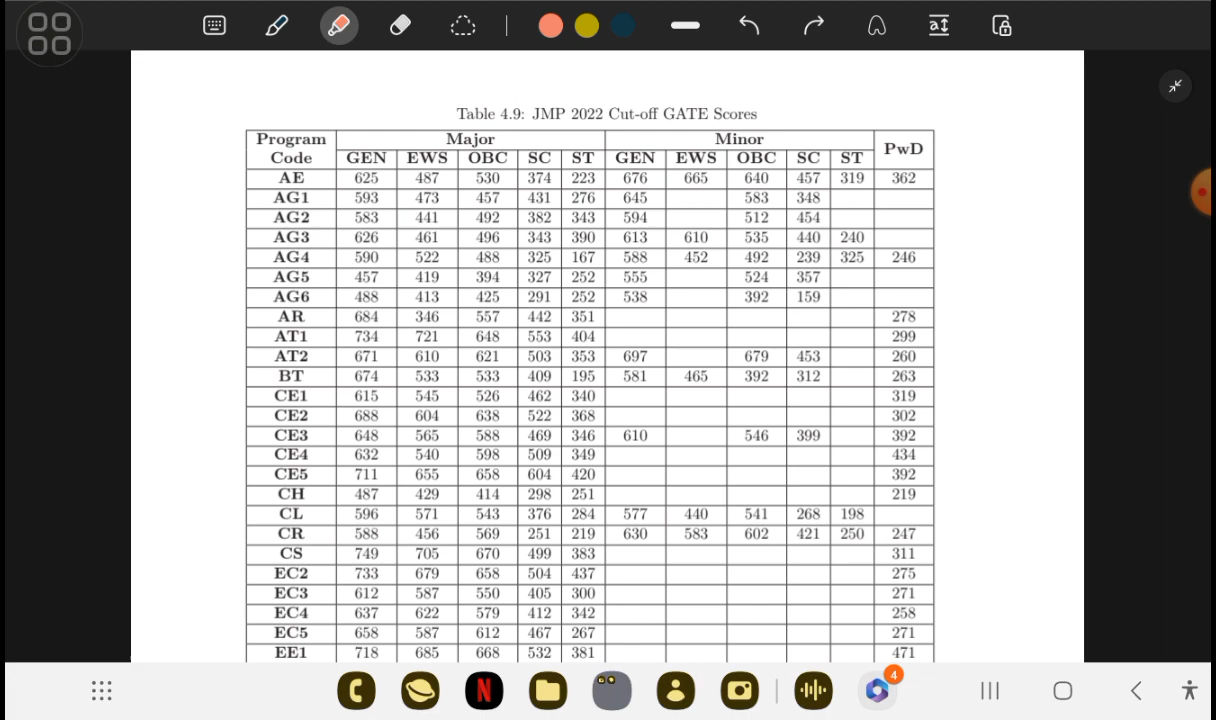 Table 4.9: JMP 2022 Cut-off GATE Scores
Program Code Major Minor PwD
GEN EWS OBC SC ST GEN EWS OBC SC ST
AE 625 487 530 374 223 676 665 640 457 319 362
AG1 593 473 457 431 276 645 583 348
AG2 583 441 492 382 343 594 512 454
AG3 626 461 496 343 390 613 610 535 440 240
AG4 590 522 488 325 167 588 452 492 239 325 246
AG5 457 419 394 327 252 555 524 357
AG6 488 413 425 291 252 538 392 159
AR 684 346 557 442 351 278
AT1 734 721 648 553 404 299
AT2 671 610 621 503 353 697 679 453 260
BT 674 533 533 409 195 581 465 392 312 263
CE1 615 545 526 462 340 319
CE2 688 604 638 522 368 302
CE3 648 565 588 469 346 610 546 399 392
CE4 632 540 598 509 349 434
CE5 711 655 658 604 420 392
CH 487 429 414 298 251 219
CL 596 571 543 376 284 577 440 541 268 198
CR 588 456 569 251 219 630 583 602 421 250 247
CS 749 705 670 499 383 311
EC2 733 679 658 504 437 275
EC3 612 587 550 405 300 271
EC4 637 622 579 412 342 258
EC5 658 587 612 467 267 271
EE1 718 685 668 532 381 471
N
4